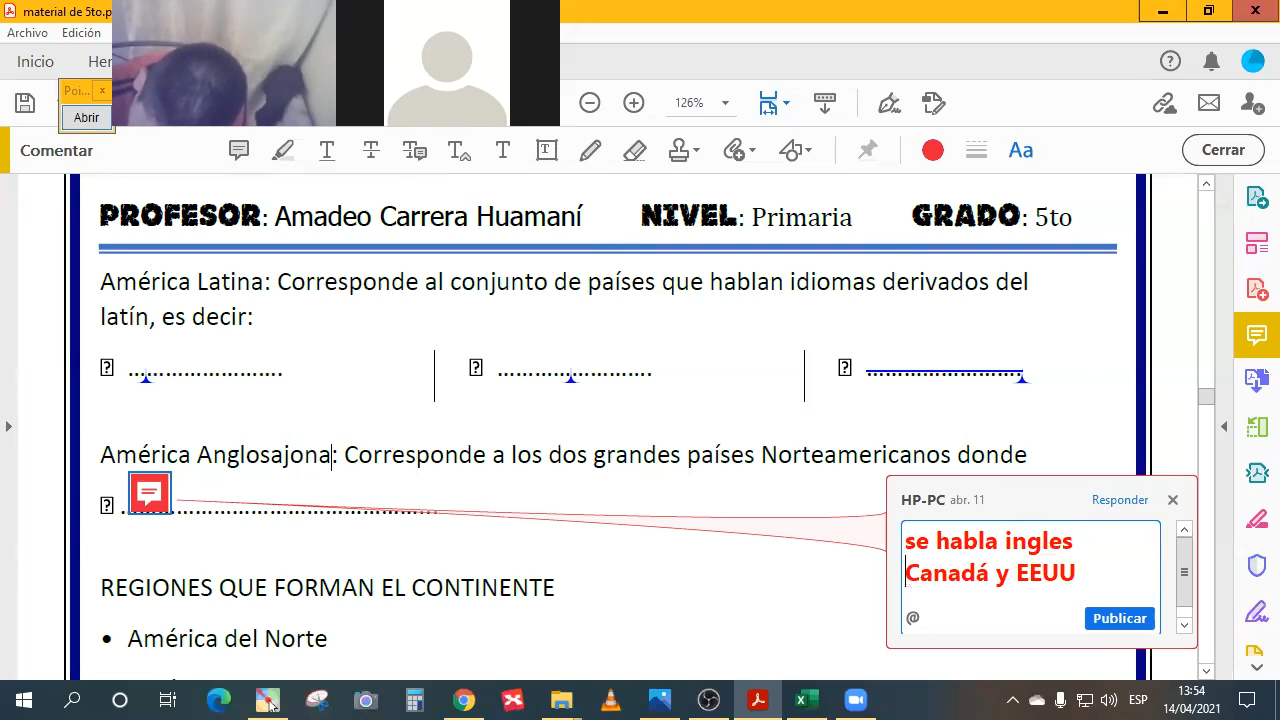 material de 5to.p
Archivo Edición
Inicio Her
Poi...
Abrir
126%
Comentar
Aa
Cerrar
PROFESOR: Amadeo Carrera Huamaní NIVEL: Primaria GRADO: 5to
América Latina: Corresponde al conjunto de países que hablan idiomas derivados del
latín, es decir:
América Anglosajona: Corresponde a los dos grandes países Norteamericanos donde
HP-PC abr. 11 Responder
se habla ingles
Canadá y EEUU
@ Publicar
REGIONES QUE FORMAN EL CONTINENTE
• América del Norte
ESP
13:54
14/04/2021